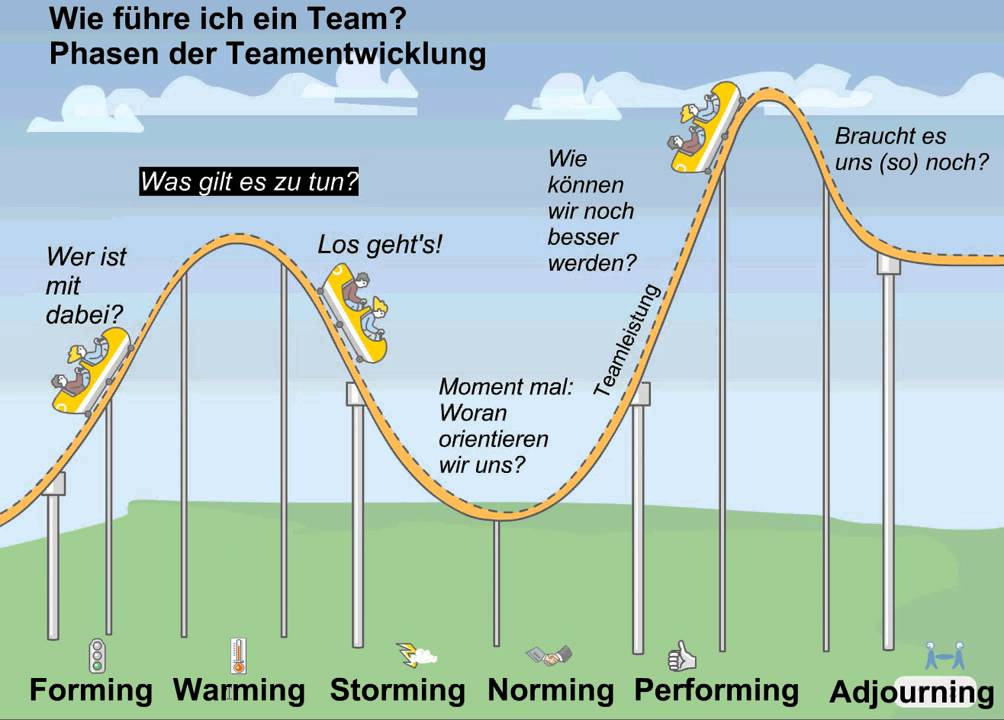 Wie führe ich ein Team?
Phasen der Teamentwicklung
Was gilt es zu tun?
Wer ist
mit
dabei?
Los geht's!
Moment mal:
Woran
orientieren
wir uns?
Wie
können
wir noch
besser
werden?
Teamleistung
Braucht es
uns (so) noch?
Forming Warming Storming Norming Performing Adjourning